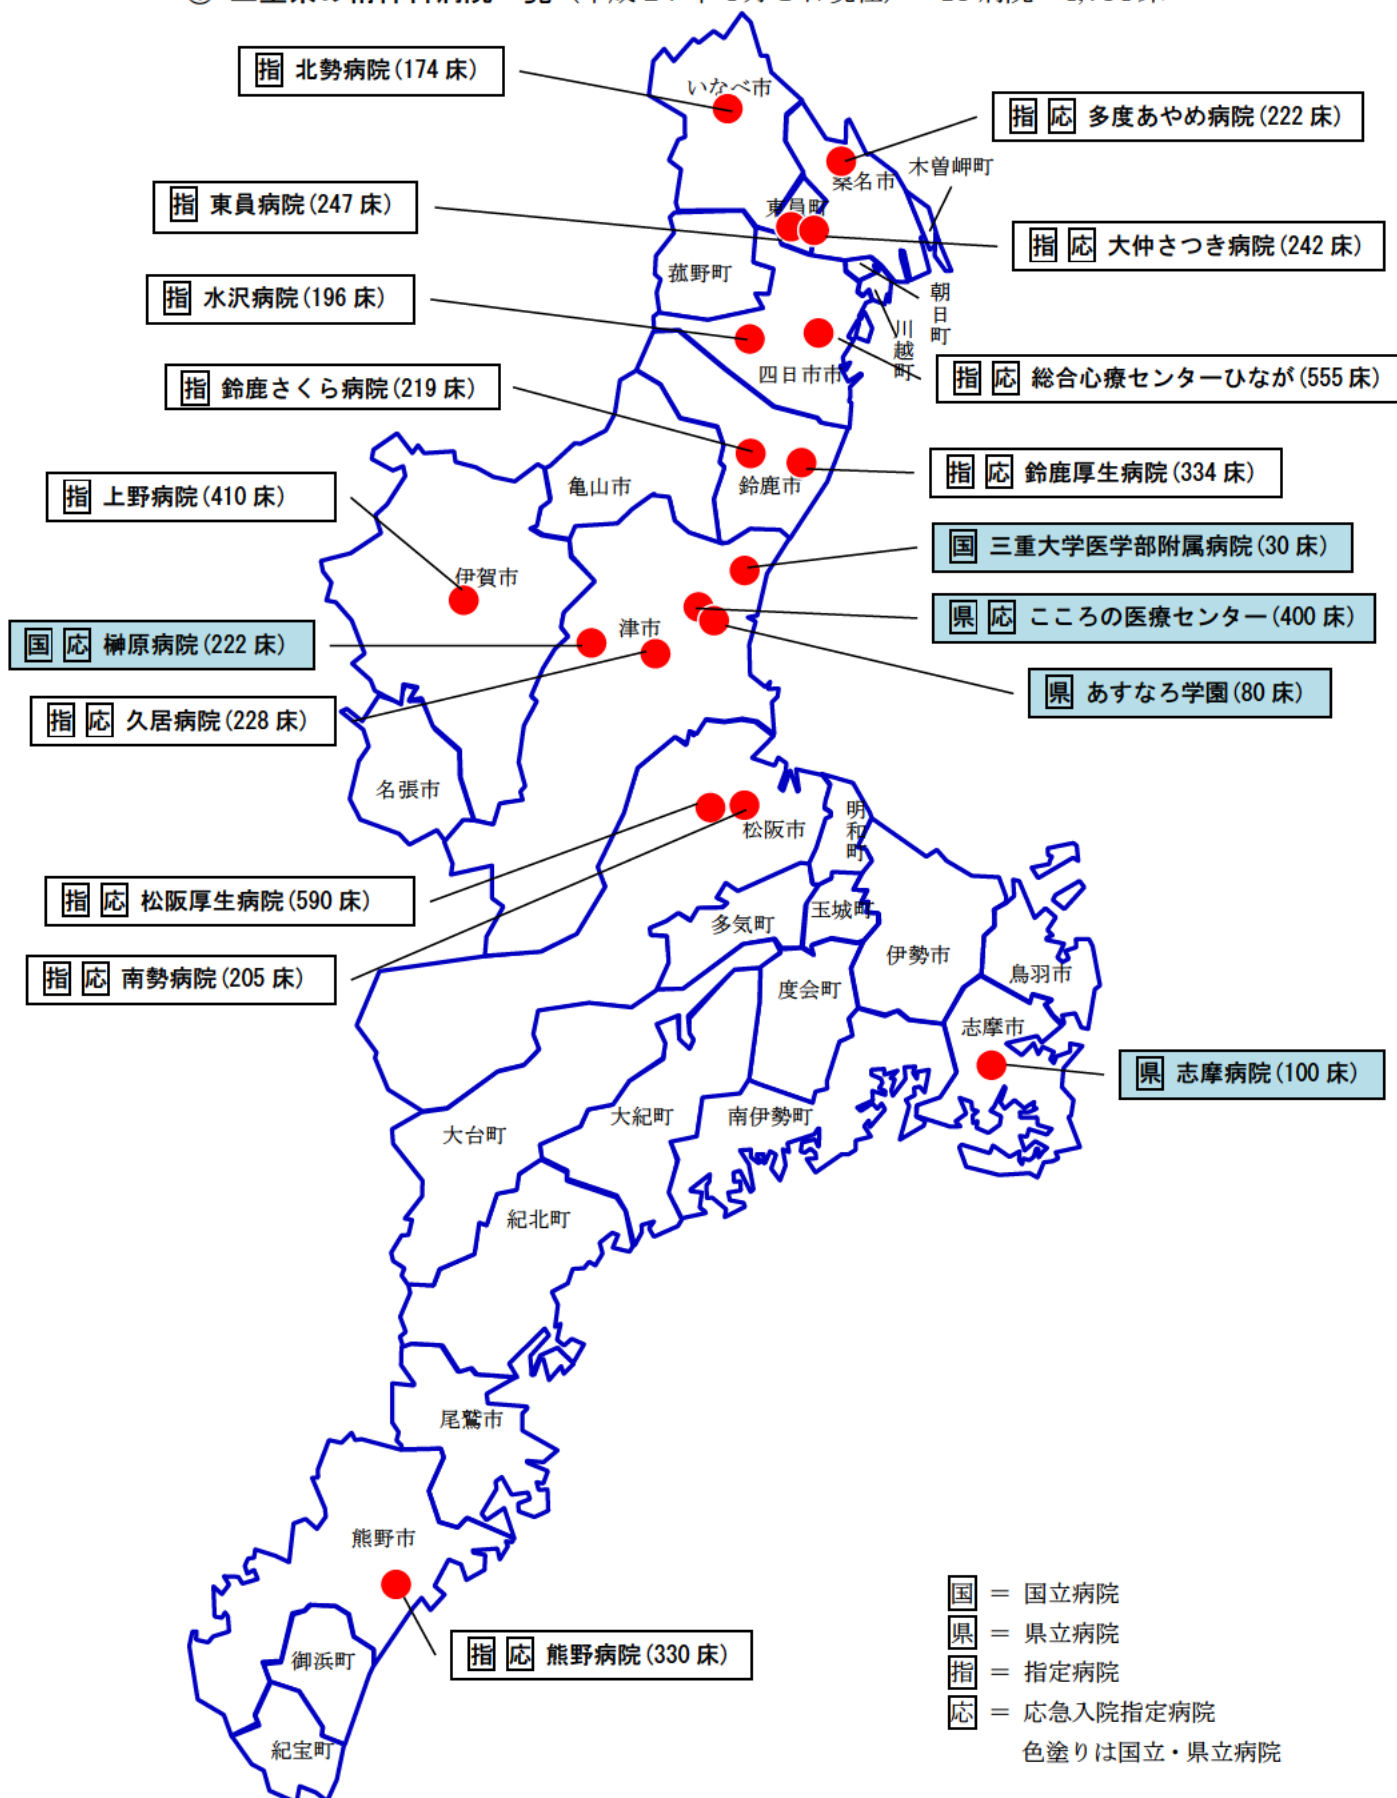 指 北勢病院(174床)
いなべ市
指 応 多度あやめ病院(222床)
木曽岬町
桑名市
指 東員病院(247床)
東員町
指 応 大仲さつき病院(242床)
菰野町
指 水沢病院(196床)
朝日町
川越町
四日市市
指 応 総合心療センターひなが(555床)
指 鈴鹿さくら病院(219床)
指 応 鈴鹿厚生病院(334床)
亀山市
鈴鹿市
指 上野病院(410床)
国 三重大学医学部附属病院(30床)
伊賀市
県 応 こころの医療センター(400床)
津市
国 応 榊原病院(222床)
県 あすなろ学園(80床)
指 応 久居病院(228床)
名張市
松阪市
明和町
指 応 松阪厚生病院(590床)
多気町
玉城町
伊勢市
鳥羽市
指 応 南勢病院(205床)
度会町
志摩市
県 志摩病院(100床)
大紀町
南伊勢町
大台町
紀北町
尾鷲市
熊野市
指 応 熊野病院(330床)
御浜町
紀宝町
国 = 国立病院
県 = 県立病院
指 = 指定病院
応 = 応急入院指定病院
色塗りは国立・県立病院